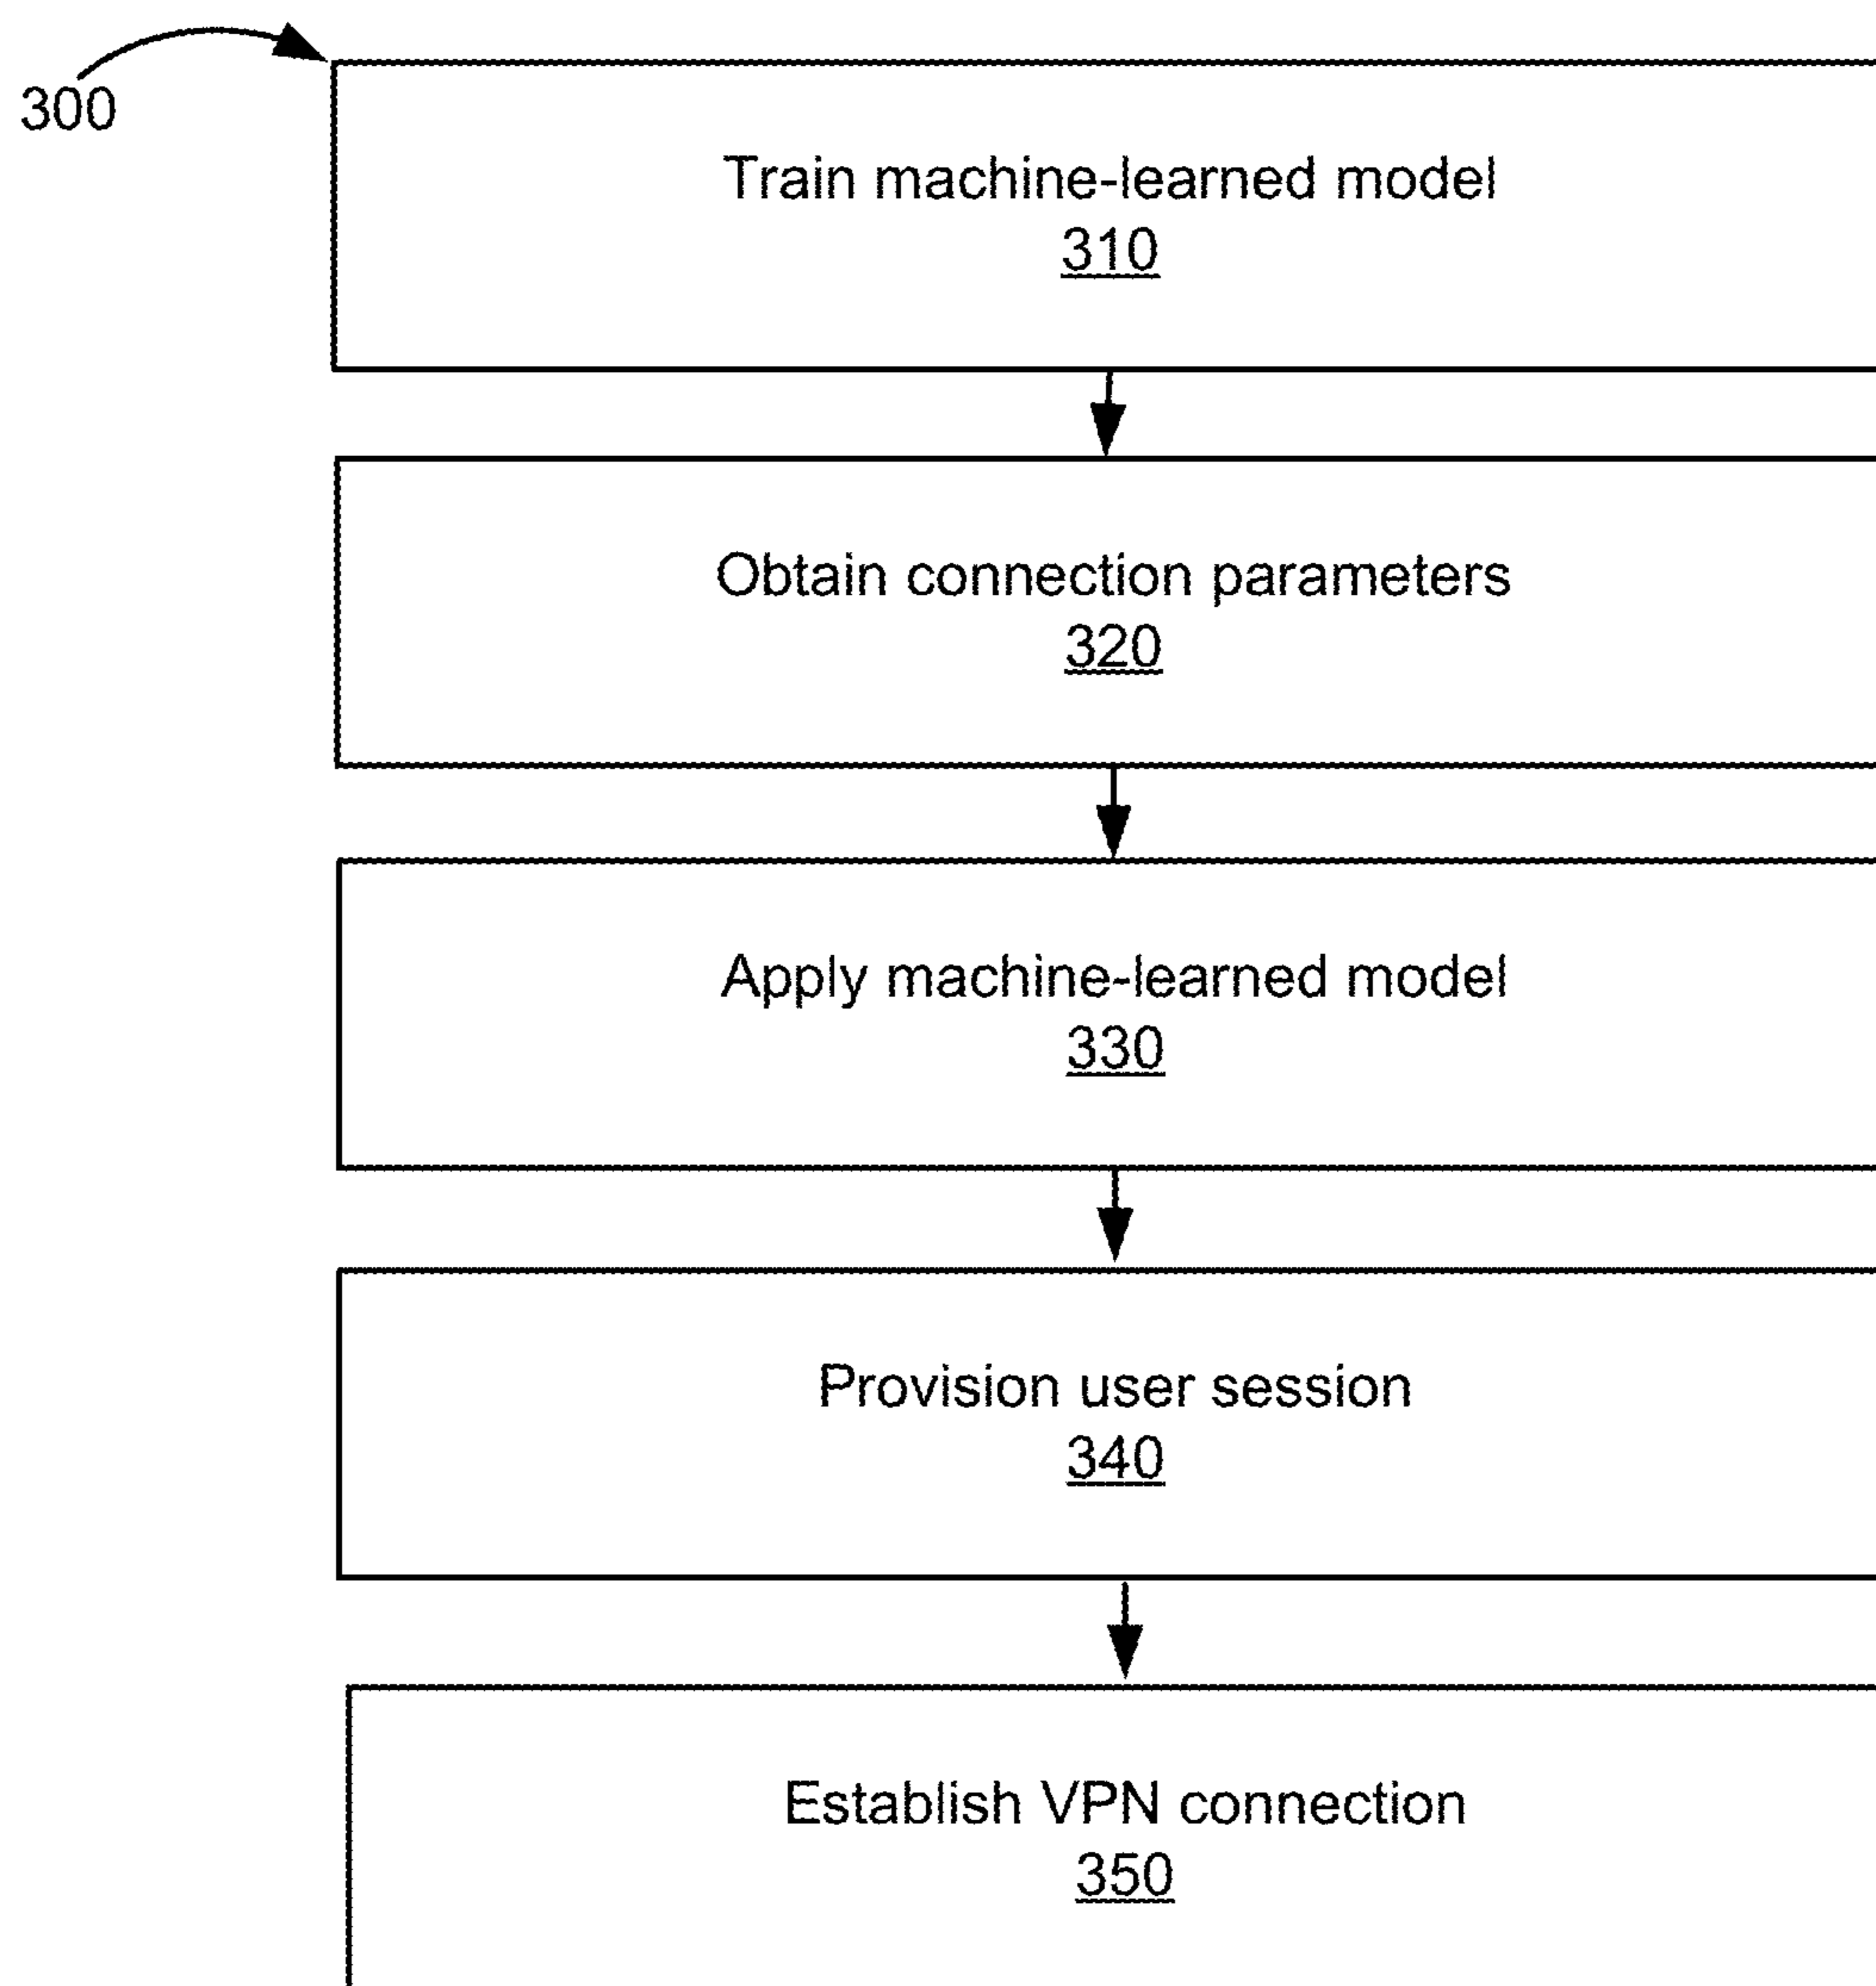 300
Train machine-learned model
310
Obtain connection parameters
320
Apply machine-learned model
330
Provision user session
340
Establish VPN connection
350